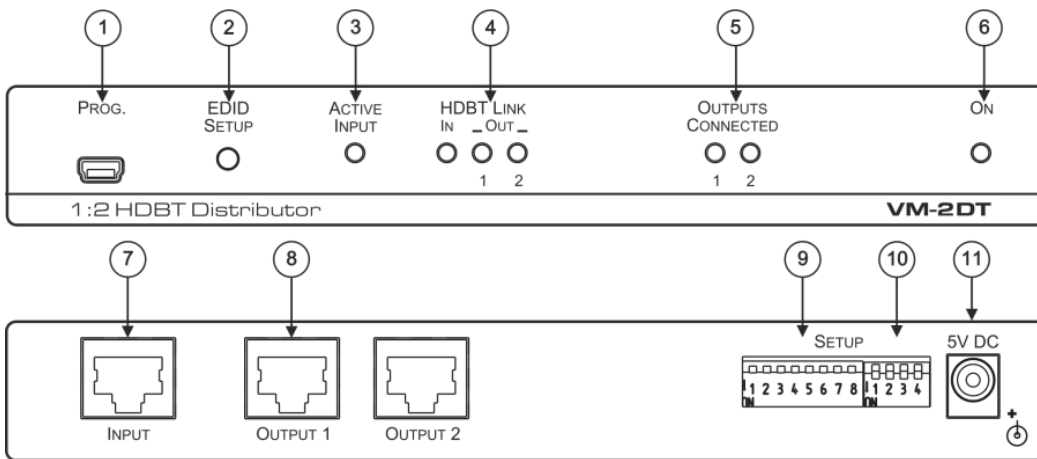 1 2 3 4 5 6
PROG. EDID SETUP ACTIVE INPUT HDBT LINK OUTPUTS CONNECTED ON
IN OUT
1 2 1 2
1:2 HDBT Distributor VM-2DT
7 8 9 10 11
SETUP 5V DC
1 2 3 4 5 6 7 8 1 2 3 4
ON ON
INPUT OUTPUT 1 OUTPUT 2 +